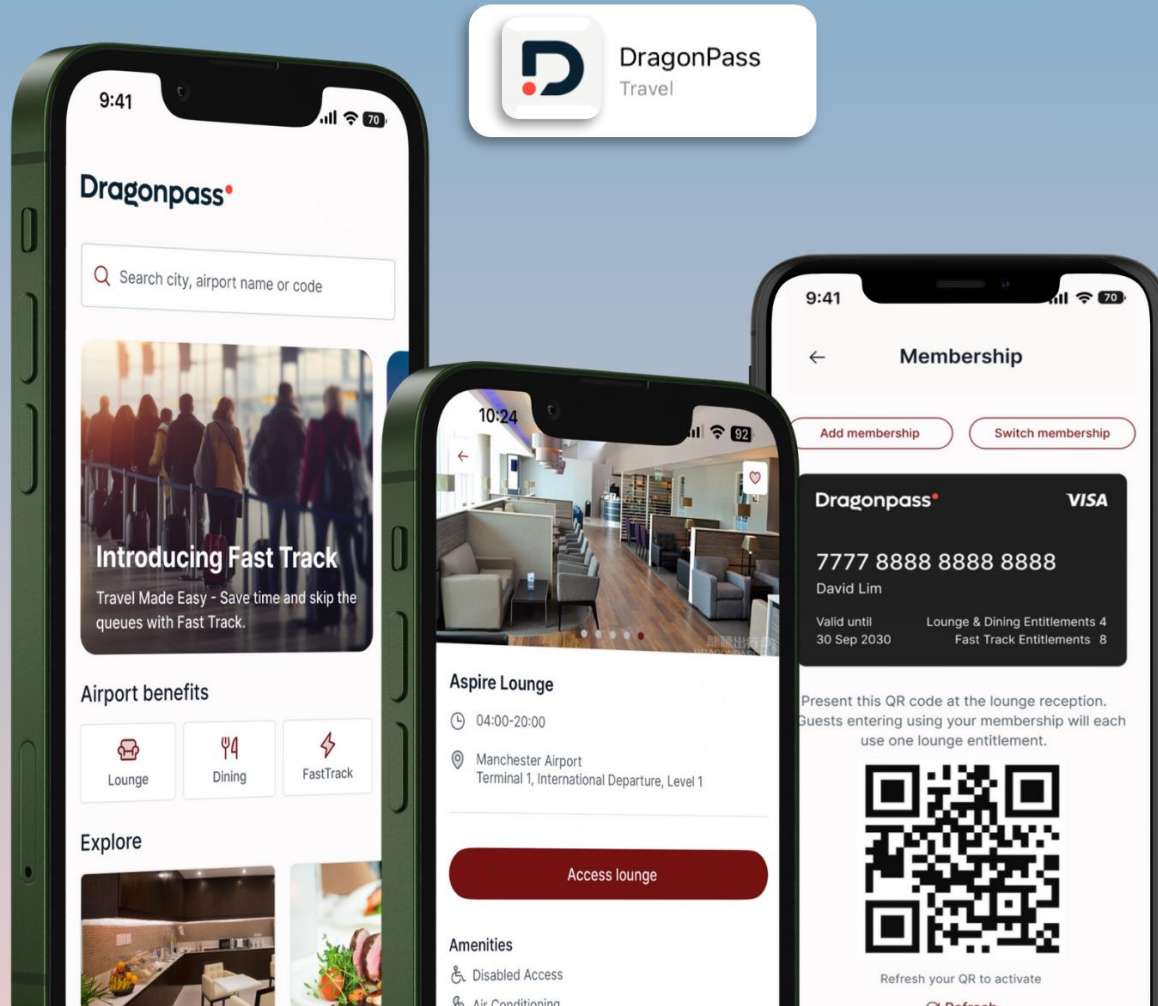 DragonPass
Travel
9:41
70
Dragonpass
Search city, airport name or code
Introducing Fast Track
Travel Made Easy - Save time and skip the
queues with Fast Track.
Airport benefits
Lounge
Dining
FastTrack
Explore
10:24
92
Aspire Lounge
04:00-20:00
Manchester Airport
Terminal 1, International Departure, Level 1
Access lounge
Amenities
Disabled Access
Air Conditioning
9:41
70
Membership
Add membership
Switch membership
Dragonpass
VISA
7777 8888 8888 8888
David Lim
Valid until
30 Sep 2030
Lounge & Dining Entitlements 4
Fast Track Entitlements 8
Present this QR code at the lounge reception.
Guests entering using your membership will each
use one lounge entitlement.
Refresh your QR to activate
Refresh